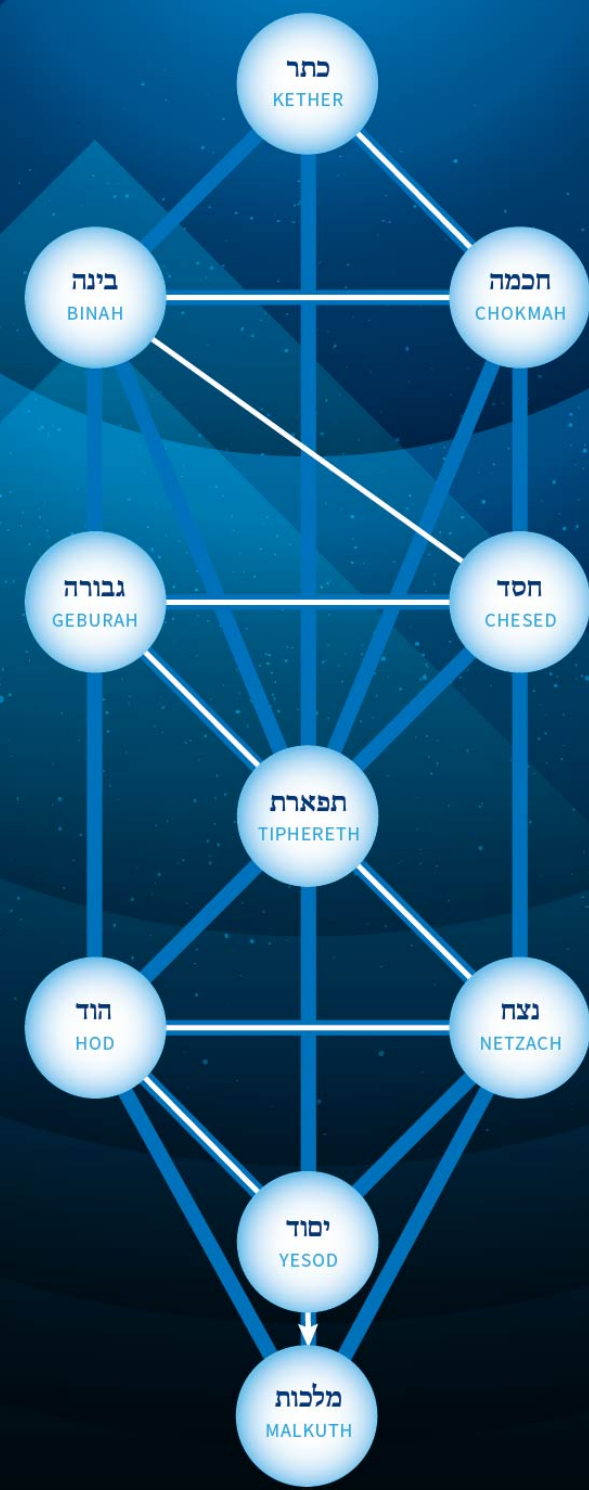 כתר
KETHER
בינה
BINAH
חכמה
CHOKMAH
גבורה
GEBURAH
חסד
CHESED
תפארת
TIPHERETH
הוד
HOD
נצח
NETZACH
יסוד
YESOD
מלכות
MALKUTH